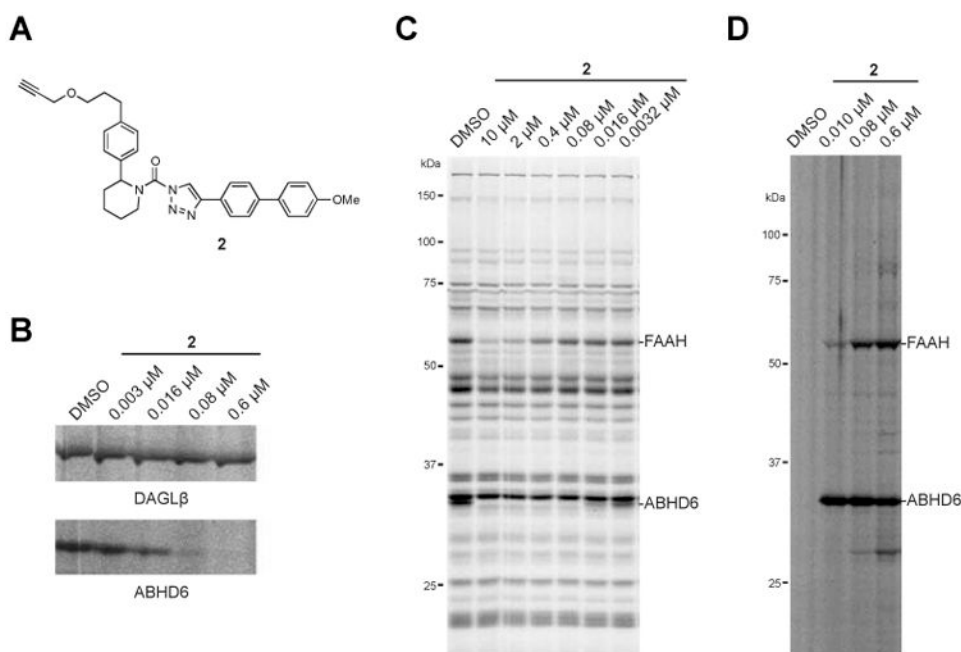 A
O
N
O
N
N
N
OMe
2
B
2
DMSO
0.003 µM
0.016 µM
0.08 µM
0.6 µM
DAGLβ
ABHD6
C
2
DMSO
10 µM
2 µM
0.4 µM
0.08 µM
0.016 µM
0.0032 µM
kDa
150
100
75
50
37
25
-FAAH
-ABHD6
D
2
DMSO
0.010 µM
0.08 µM
0.6 µM
kDa
100
75
50
37
25
-FAAH
-ABHD6